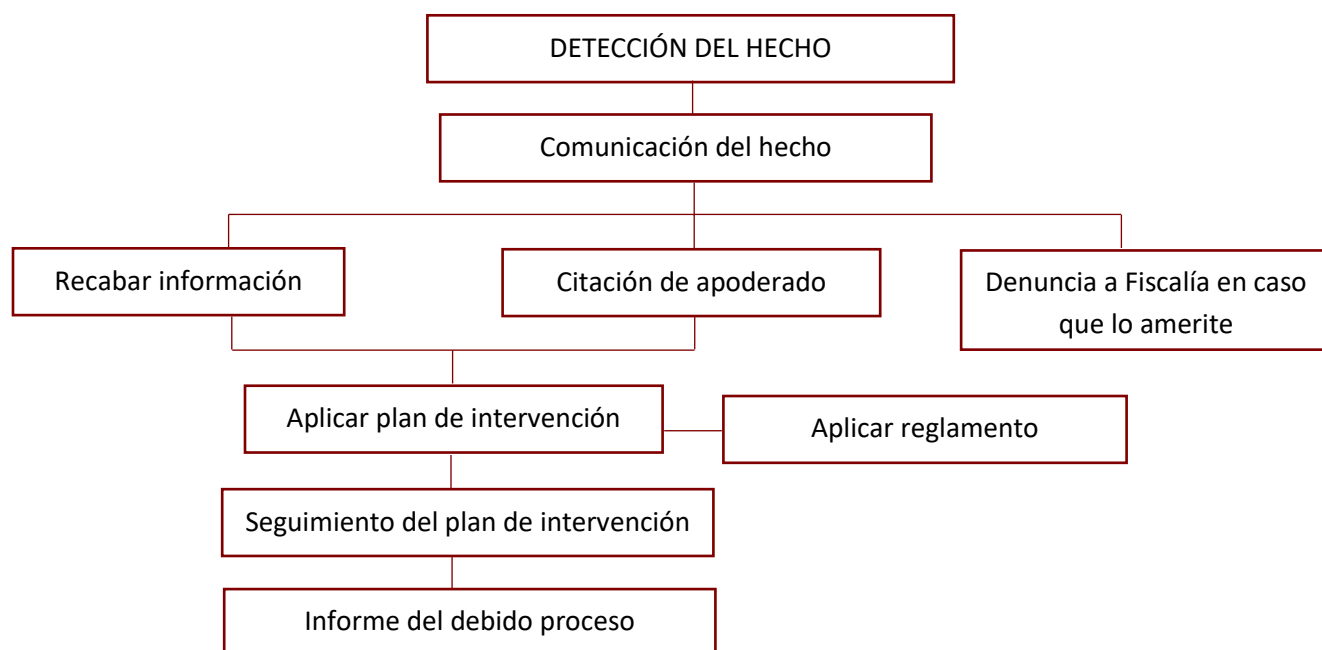 DETECCIÓN DEL HECHO
Comunicación del hecho
Recabar información
Citación de apoderado
Denuncia a Fiscalía en caso
que lo amerite
Aplicar plan de intervención
Aplicar reglamento
Seguimiento del plan de intervención
Informe del debido proceso